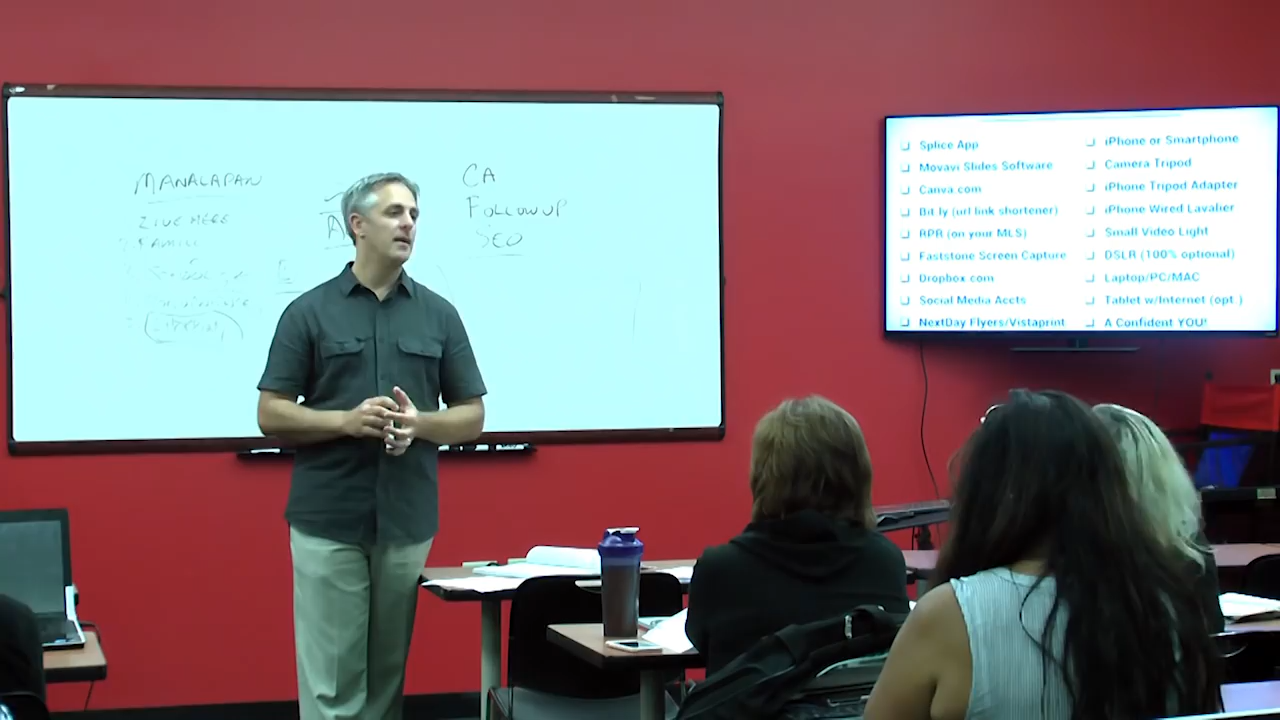 MANALAPAN
LIVE HERE
FAMILY
CA
FOLLOWUP
SEO
Splice App
Movavi Slides Software
Canva.com
Bit.ly (url link shortener)
RPR (on your MLS)
Faststone Screen Capture
Dropbox.com
Social Media Accts
NextDay Flyers/Vistaprint
iPhone or Smartphone
Camera Tripod
iPhone Tripod Adapter
iPhone Wired Lavalier
Small Video Light
DSLR (100% optional)
Laptop/PC/MAC
Tablet w/Internet (opt.)
A Confident YOU!